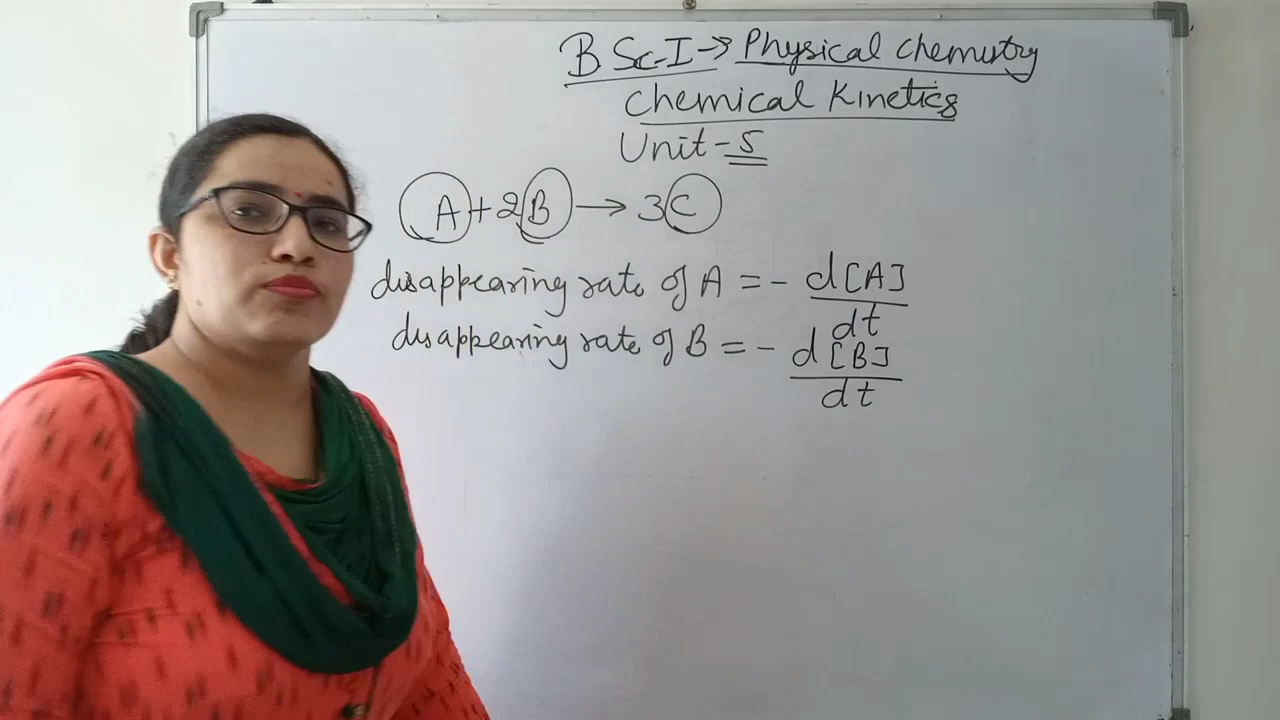 B Sc-I → Physical chemistry
chemical Kinetics
Unit-5
A + 2B → 3C
disappearing rate of A = - d[A]/dt
disappearing rate of B = - d[B]/dt